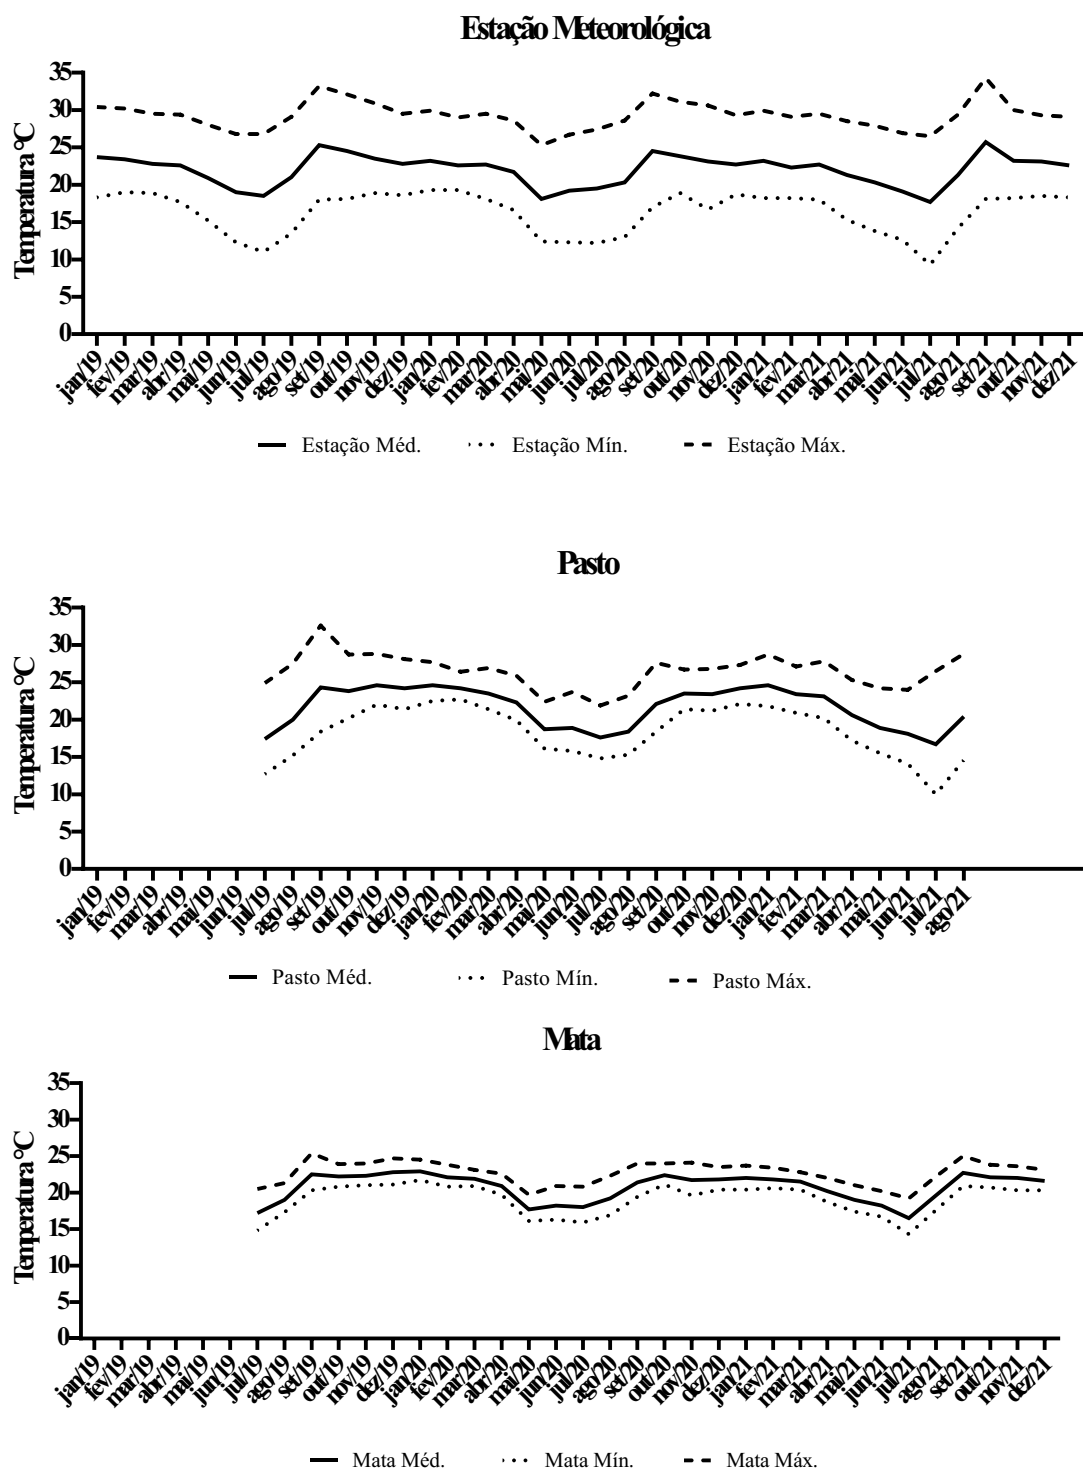 Estação Meteorológica
35
30
25
20
15
10
5
0
Temperatura °C
jan/19 fev/19 mar/19 abr/19 mai/19 jun/19 jul/19 ago/19 set/19 out/19 nov/19 dez/19 jan/20 fev/20 mar/20 abr/20 mai/20 jun/20 jul/20 ago/20 set/20 out/20 nov/20 dez/20 jan/21 fev/21 mar/21 abr/21 mai/21 jun/21 jul/21 ago/21 set/21 out/21 nov/21 dez/21
Estação Méd. Estação Mín. Estação Máx.
Pasto
35
30
25
20
15
10
5
0
Temperatura °C
jan/19 fev/19 mar/19 abr/19 mai/19 jun/19 jul/19 ago/19 set/19 out/19 nov/19 dez/19 jan/20 fev/20 mar/20 abr/20 mai/20 jun/20 jul/20 ago/20 set/20 out/20 nov/20 dez/20 jan/21 fev/21 mar/21 abr/21 mai/21 jun/21 jul/21 ago/21
Pasto Méd. Pasto Mín. Pasto Máx.
Mata
35
30
25
20
15
10
5
0
Temperatura °C
jan/19 fev/19 mar/19 abr/19 mai/19 jun/19 jul/19 ago/19 set/19 out/19 nov/19 dez/19 jan/20 fev/20 mar/20 abr/20 mai/20 jun/20 jul/20 ago/20 set/20 out/20 nov/20 dez/20 jan/21 fev/21 mar/21 abr/21 mai/21 jun/21 jul/21 ago/21 set/21 out/21 nov/21 dez/21
Mata Méd. Mata Mín. Mata Máx.